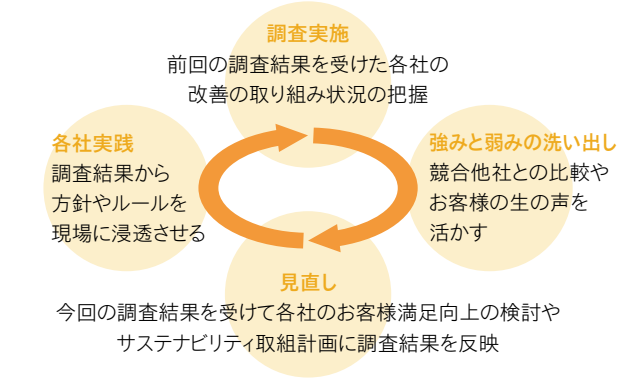 調査実施
前回の調査結果を受けた各社の
改善の取り組み状況の把握
強みと弱みの洗い出し
競合他社との比較や
お客様の生の声を
活かす
見直し
今回の調査結果を受けて各社のお客様満足向上の検討や
サステナビリティ取組計画に調査結果を反映
各社実践
調査結果から
方針やルールを
現場に浸透させる